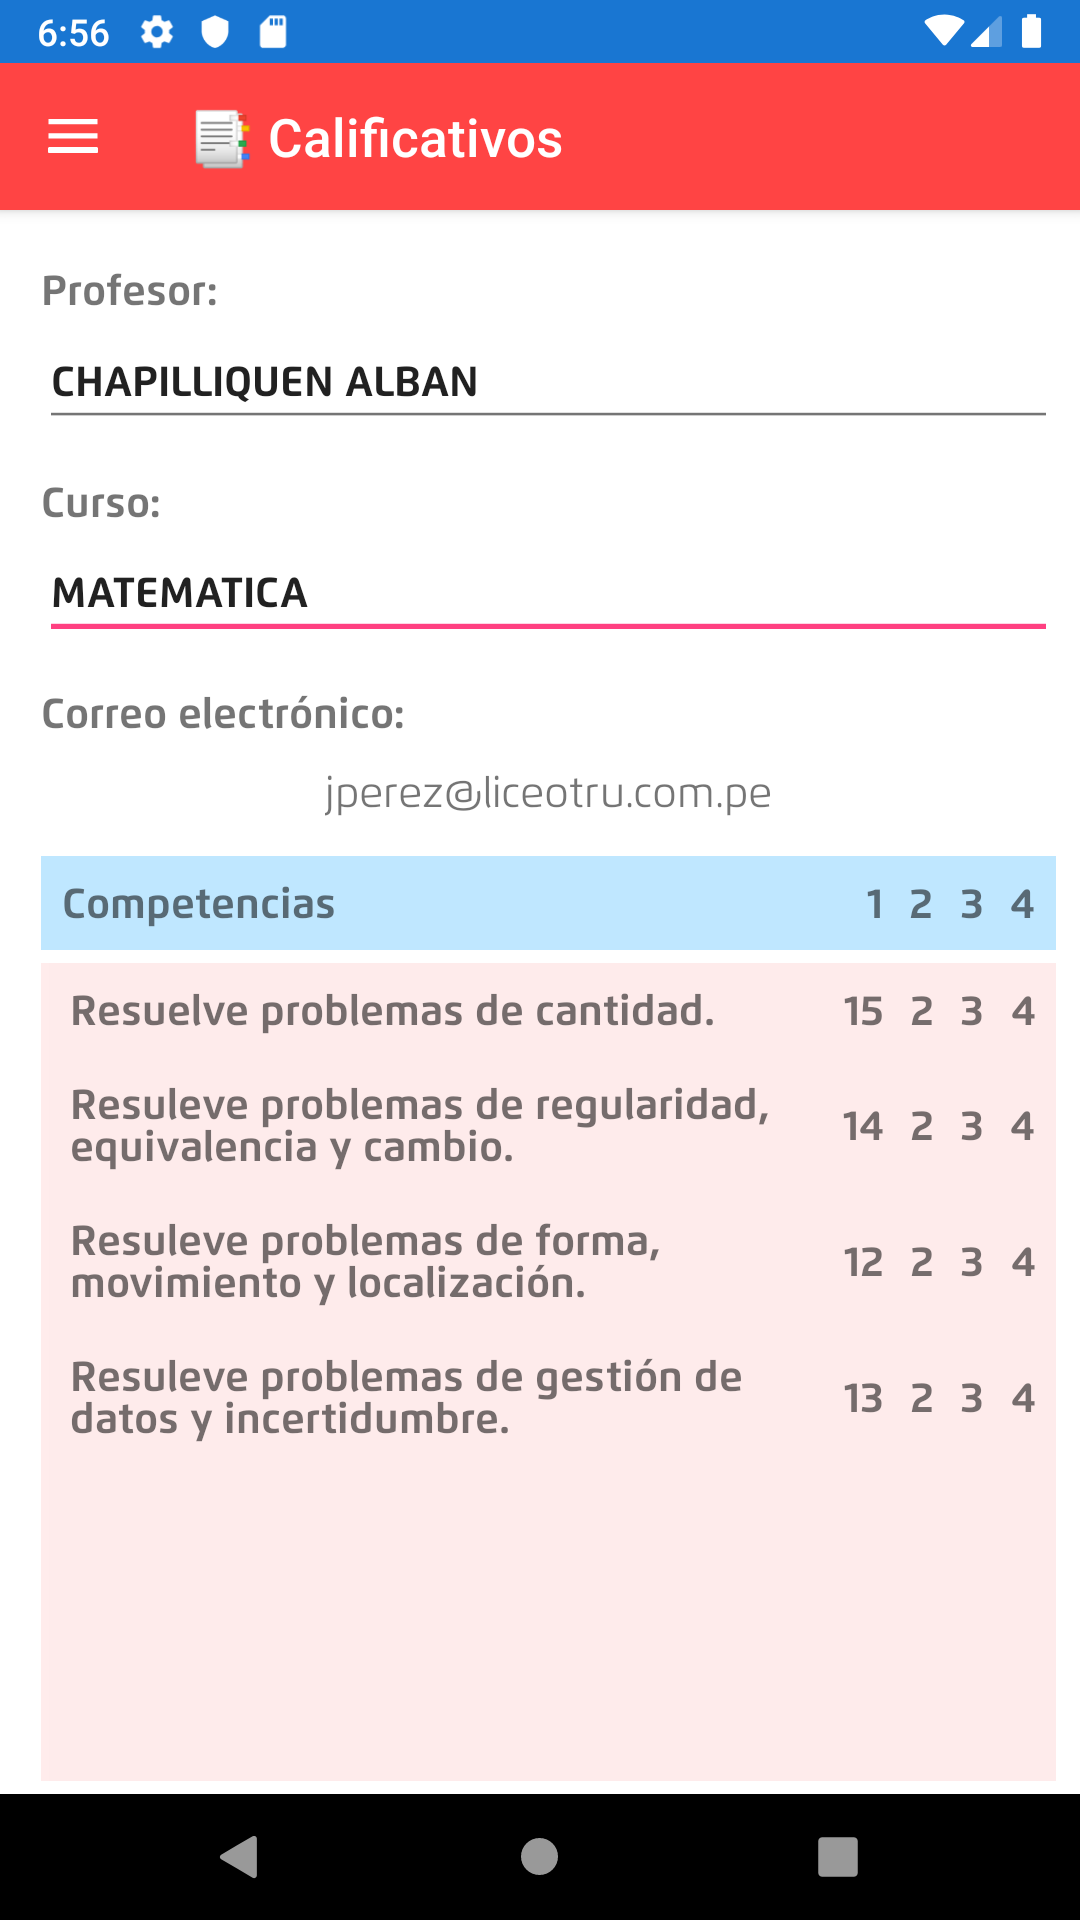 6:56
Calificativos
Profesor:
CHAPILLIQUEN ALBAN
Curso:
MATEMATICA
Correo electrónico:
jperez@liceotru.com.pe
Competencias 1 2 3 4
Resuelve problemas de cantidad. 15 2 3 4
Resuleve problemas de regularidad,
equivalencia y cambio. 14 2 3 4
Resuleve problemas de forma,
movimiento y localización. 12 2 3 4
Resuleve problemas de gestión de
datos y incertidumbre. 13 2 3 4